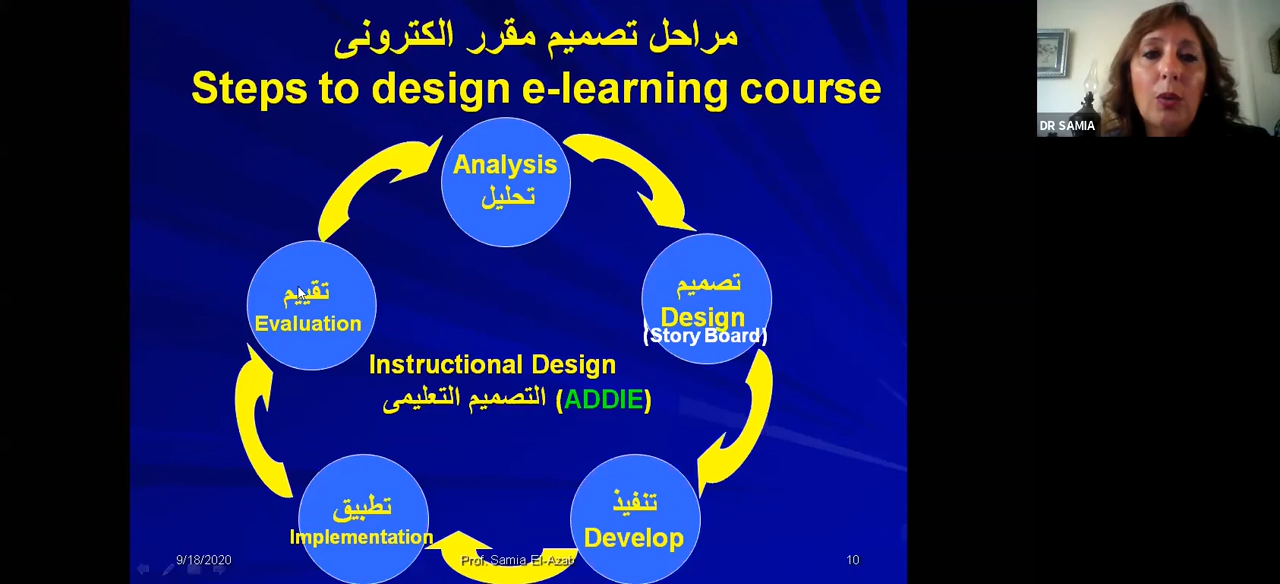 مراحل تصميم مقرر الكترونى
Steps to design e-learning course
DR SAMIA
Analysis
تحليل
تصميم
Design
(Story Board)
تقييم
Evaluation
Instructional Design
التصميم التعليمى (ADDIE)
تنفيذ
Develop
تطبيق
Implementation
9/18/2020
Prof. Samia El-Azab
10